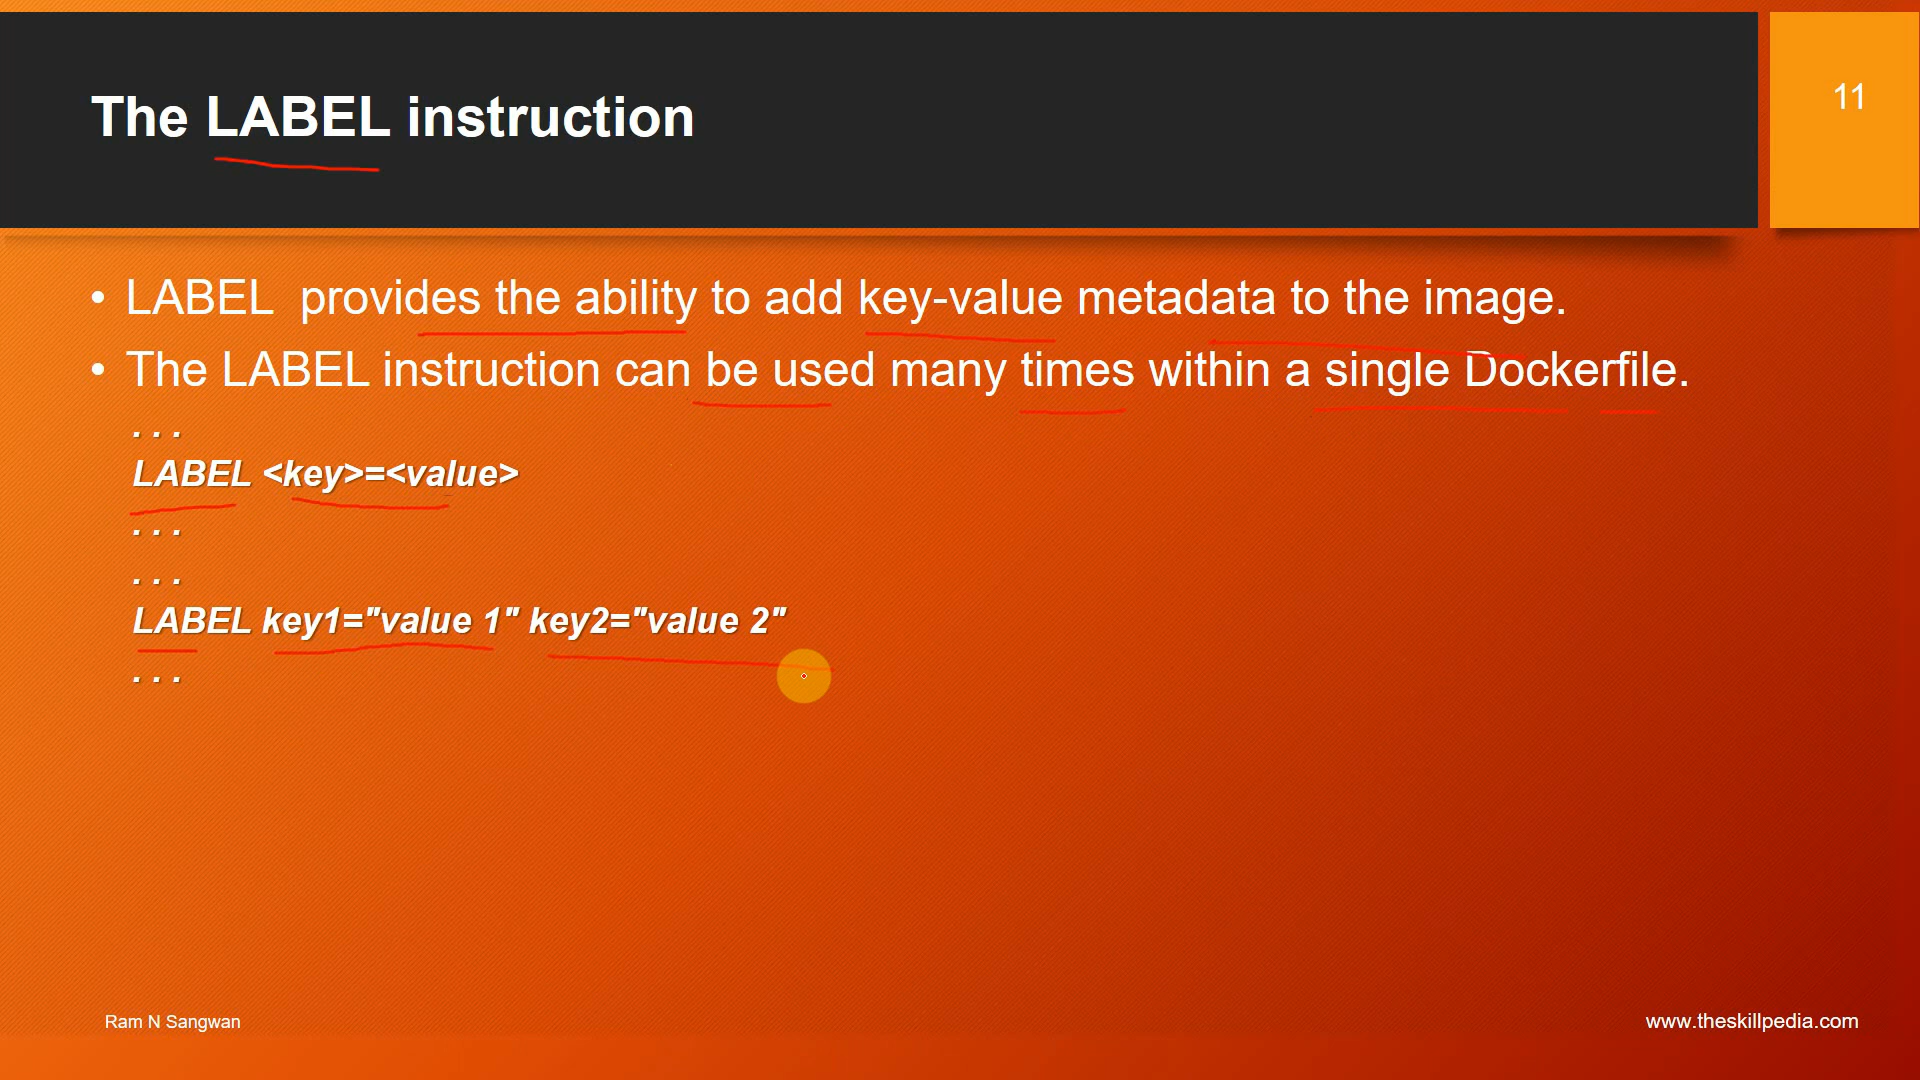 The LABEL instruction
11
• LABEL  provides the ability to add key-value metadata to the image.
• The LABEL instruction can be used many times within a single Dockerfile.
. . .
LABEL <key>=<value>
. . .
. . .
LABEL key1="value 1" key2="value 2"
. . .
Ram N Sangwan
www.theskillpedia.com